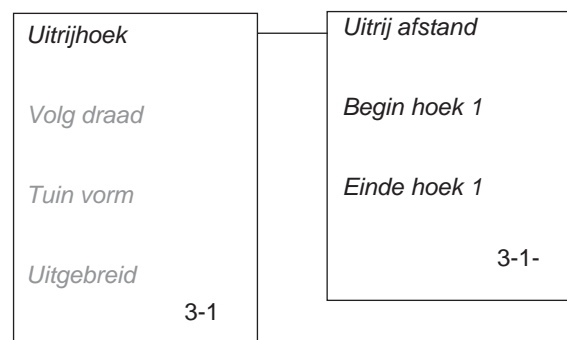 Uitrijhoek
Volg draad
Tuin vorm
Uitgebreid
3-1
Uitrij afstand
Begin hoek 1
Einde hoek 1
3-1-